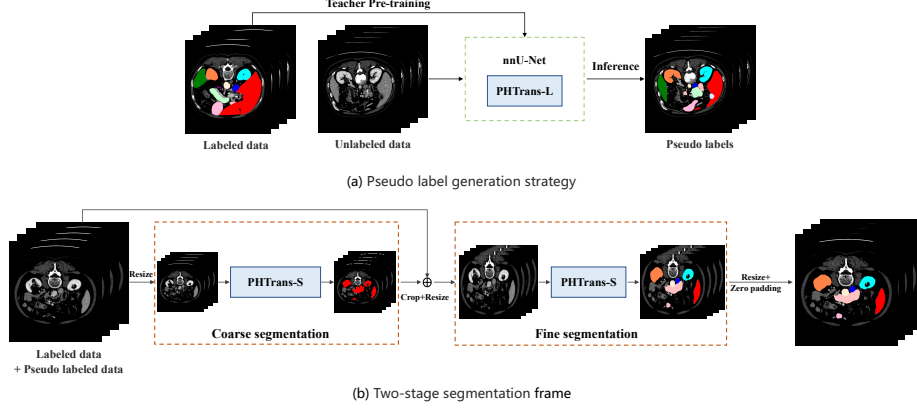 Teacher Pre-training
nnU-Net
PHTrans-L
Inference
Labeled data
Unlabeled data
Pseudo labels
(a) Pseudo label generation strategy
Resize
PHTrans-S
Coarse segmentation
Crop+Resize
PHTrans-S
Fine segmentation
Resize+
Zero padding
Labeled data
+ Pseudo labeled data
(b) Two-stage segmentation frame